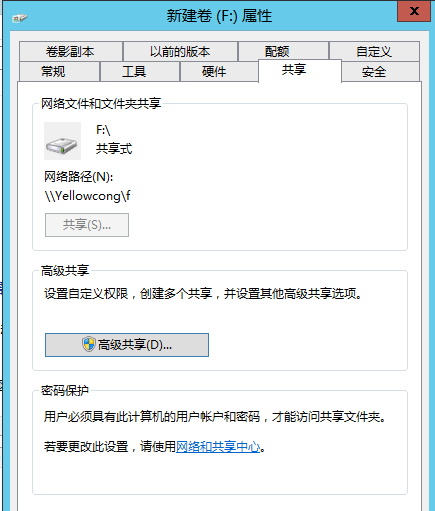 新建卷 (F:) 属性
x
卷影副本 以前的版本 配额 自定义
常规 工具 硬件 共享 安全
网络文件和文件夹共享
F:\
共享式
网络路径(N):
\\Yellowcong\f
共享(S)...
高级共享
设置自定义权限，创建多个共享，并设置其他高级共享选项。
高级共享(D)...
密码保护
用户必须具有此计算机的用户帐户和密码，才能访问共享文件夹。
若要更改此设置，请使用网络和共享中心。